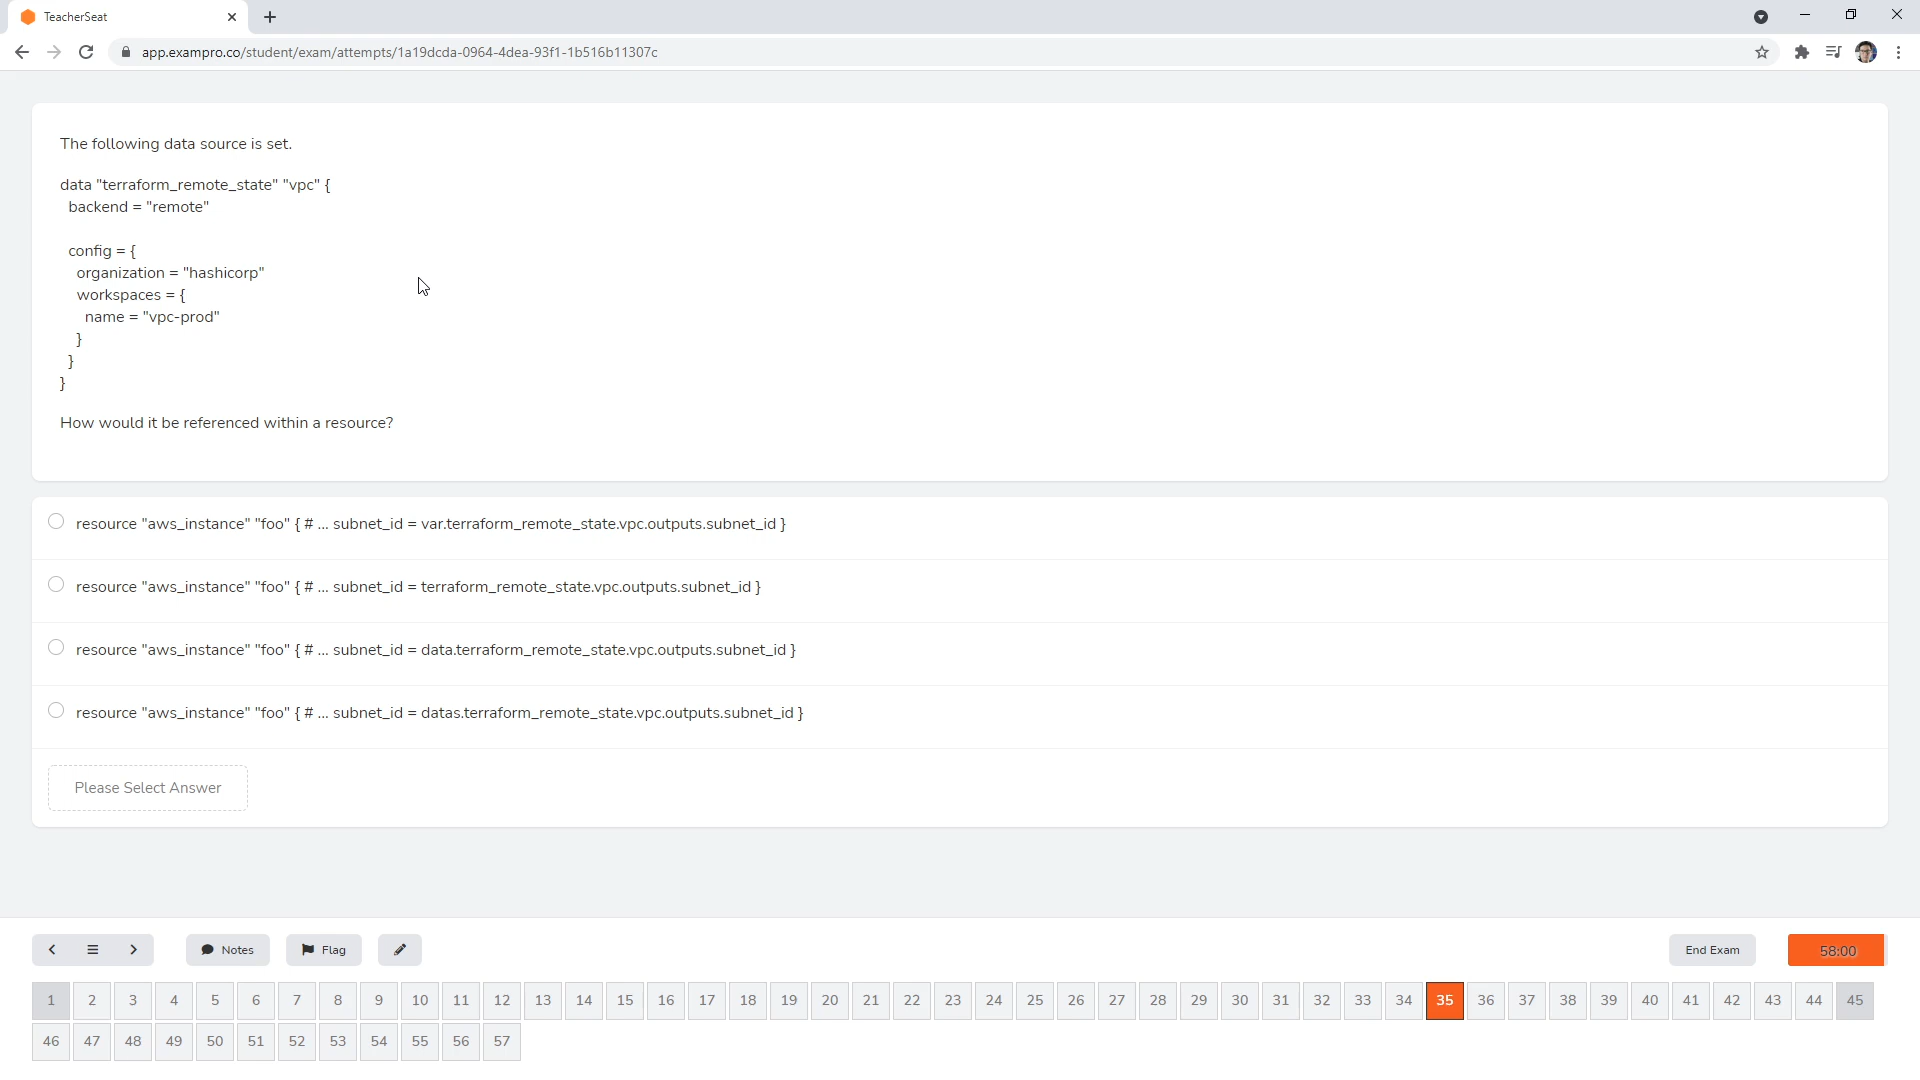 TeacherSeat
app.exampro.co/student/exam/attempts/1a19dcda-0964-4dea-93f1-1b516b11307c
The following data source is set.
data "terraform_remote_state" "vpc" {
backend = "remote"
config = {
organization = "hashicorp"
workspaces = {
name = "vpc-prod"
}
}
}
How would it be referenced within a resource?
resource "aws_instance" "foo" { # ... subnet_id = var.terraform_remote_state.vpc.outputs.subnet_id }
resource "aws_instance" "foo" { # ... subnet_id = terraform_remote_state.vpc.outputs.subnet_id }
resource "aws_instance" "foo" { # ... subnet_id = data.terraform_remote_state.vpc.outputs.subnet_id }
resource "aws_instance" "foo" { # ... subnet_id = datas.terraform_remote_state.vpc.outputs.subnet_id }
Please Select Answer
Notes Flag End Exam 58:00
1 2 3 4 5 6 7 8 9 10 11 12 13 14 15 16 17 18 19 20 21 22 23 24 25 26 27 28 29 30 31 32 33 34 35 36 37 38 39 40 41 42 43 44 45
46 47 48 49 50 51 52 53 54 55 56 57